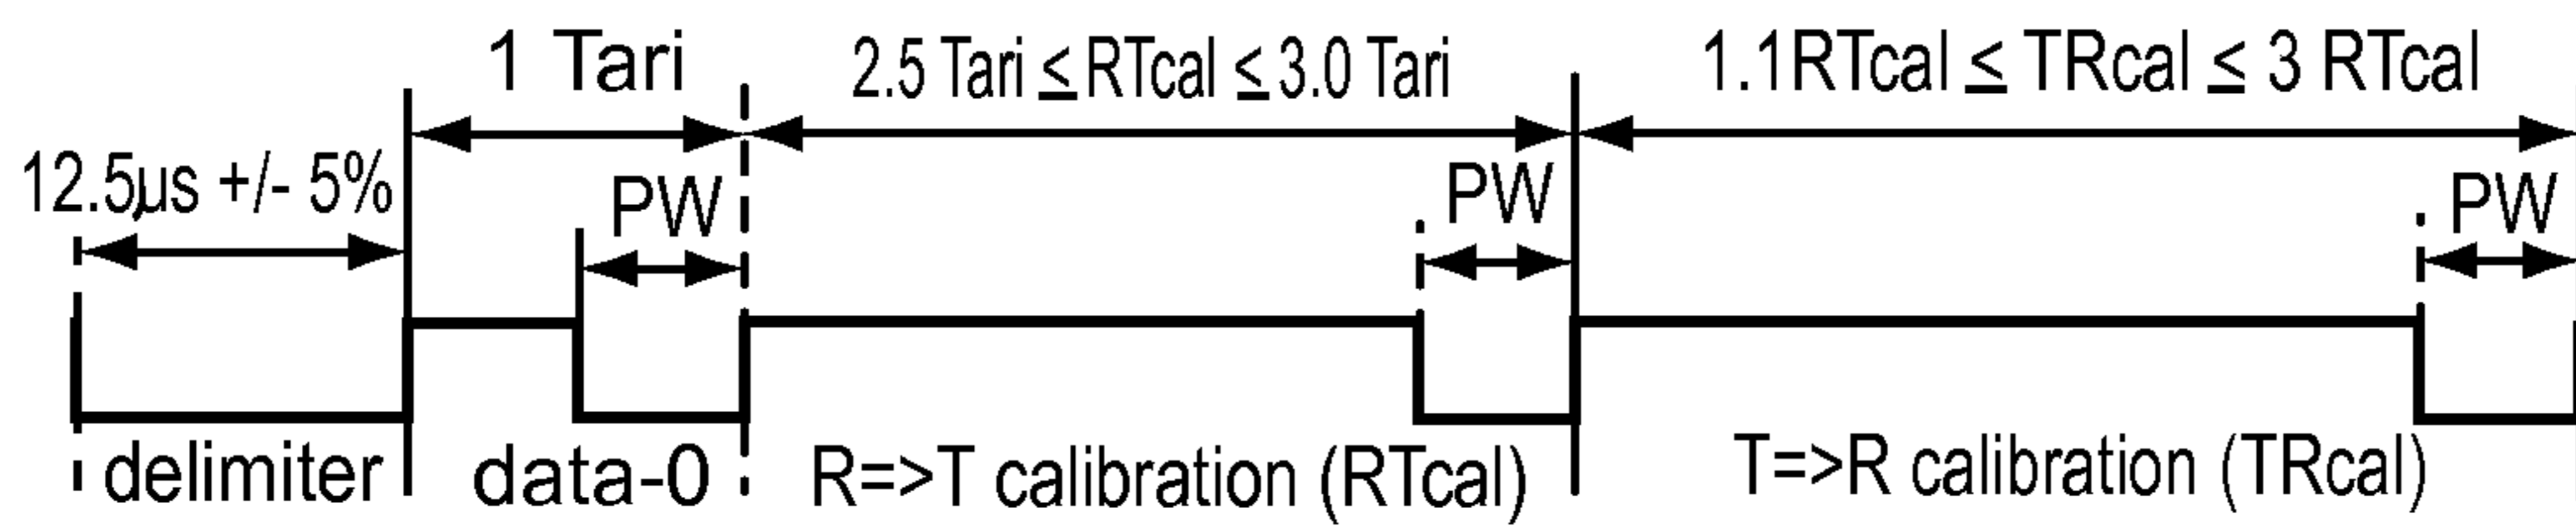 1 Tari
2.5 Tari ≤ RTcal ≤ 3.0 Tari
1.1RTcal ≤ TRcal ≤ 3 RTcal
12.5µs +/- 5%
PW
PW
PW
delimiter
data-0
R=>T calibration (RTcal)
T=>R calibration (TRcal)